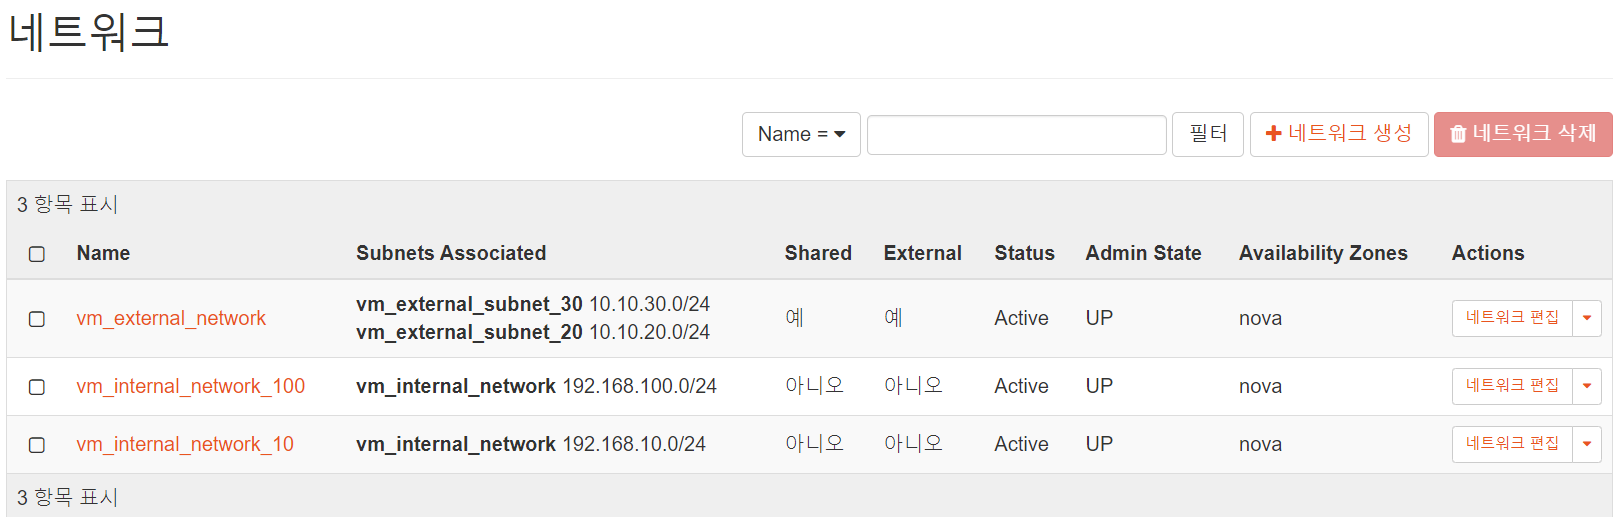 네트워크
Name = 필터 네트워크 생성 네트워크 삭제
3 항목 표시
Name Subnets Associated Shared External Status Admin State Availability Zones Actions
vm_external_network vm_external_subnet_30 10.10.30.0/24 예 예 Active UP nova 네트워크 편집
vm_external_subnet_20 10.10.20.0/24
vm_internal_network_100 vm_internal_network 192.168.100.0/24 아니오 아니오 Active UP nova 네트워크 편집
vm_internal_network_10 vm_internal_network 192.168.10.0/24 아니오 아니오 Active UP nova 네트워크 편집
3 항목 표시